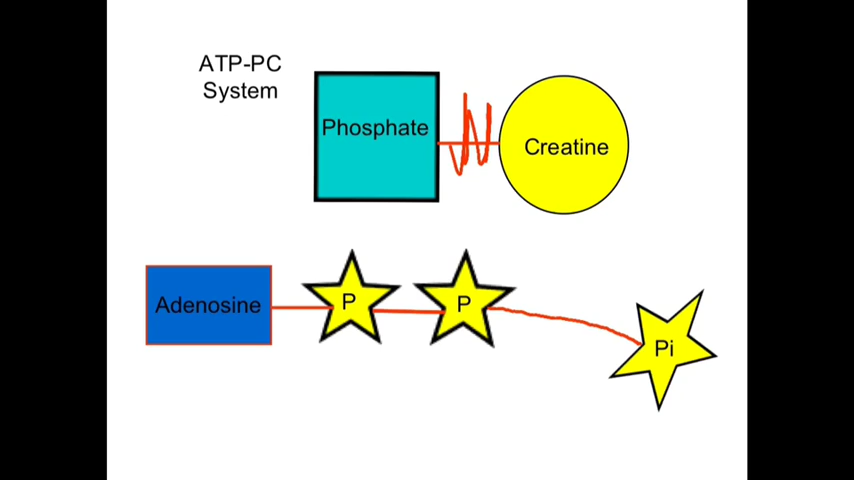 ATP-PC
System
Phosphate
Creatine
Adenosine
P
P
Pi